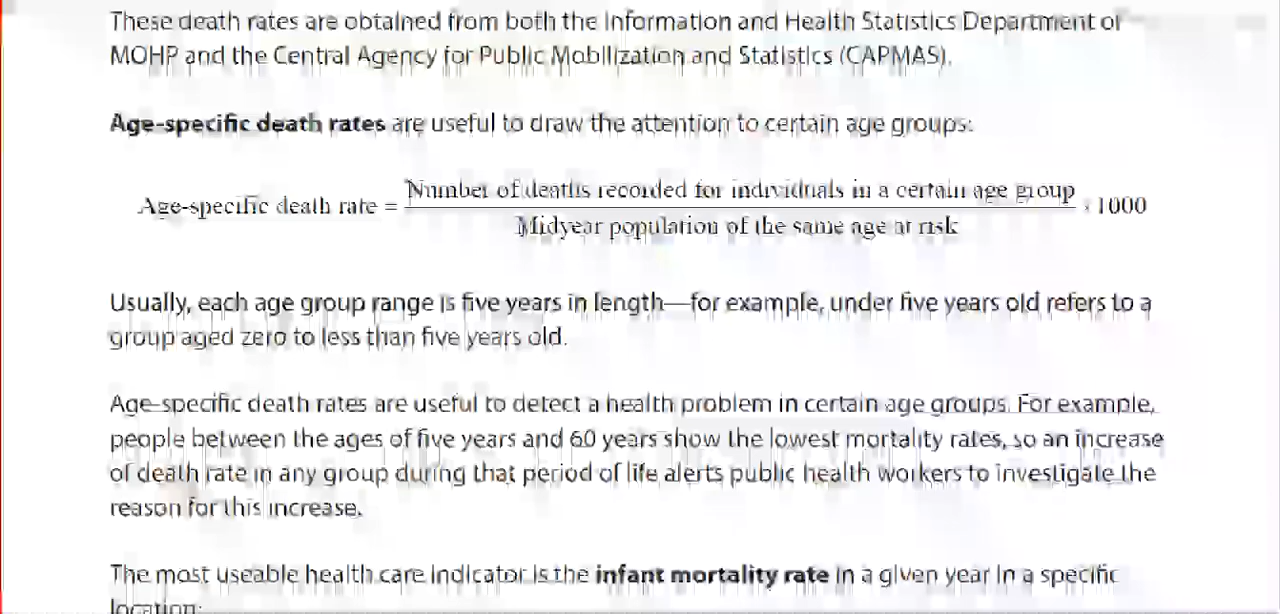 These death rates are obtained from both the Information and Health Statistics Department of
MOHP and the Central Agency for Public Mobilization and Statistics (CAPMAS).
Age-specific death rates are useful to draw the attention to certain age groups:
Number of deaths recorded for individuals in a certain age group
Age-specific death rate = × 1000
Midyear population of the same age at risk
Usually, each age group range is five years in length—for example, under five years old refers to a
group aged zero to less than five years old.
Age-specific death rates are useful to detect a health problem in certain age groups. For example,
people between the ages of five years and 60 years show the lowest mortality rates, so an increase
of death rate in any group during that period of life alerts public health workers to investigate the
reason for this increase.
The most useable health care indicator is the infant mortality rate in a given year in a specific
location: